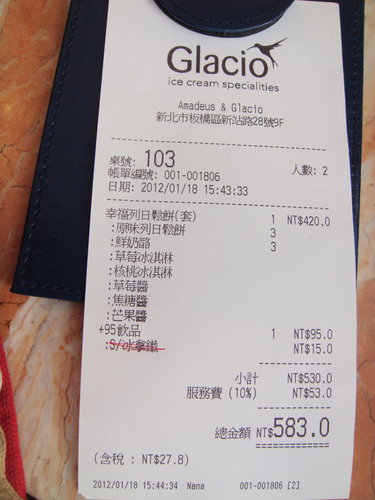 Glacio
ice cream specialities
Amadeus & Glacio
新北市板橋區新站路28號9F
桌號: 103 人數: 2
帳單編號: 001-001806
日期: 2012/01/18 15:43:33
幸福列日鬆餅(套) 1 NT$420.0
:原味列日鬆餅 3
:鮮奶酪 3
:草莓冰淇淋
:核桃冰淇淋
:草莓醬
:焦糖醬
:芒果醬
+95飲品 1 NT$95.0
:S/冰拿鐵 NT$15.0
小計 NT$530.0
服務費 (10%) NT$53.0
總金額 NT$583.0
(含稅 : NT$27.8)
2012/01/18 15:44:34 Nana 001-001806 [2]